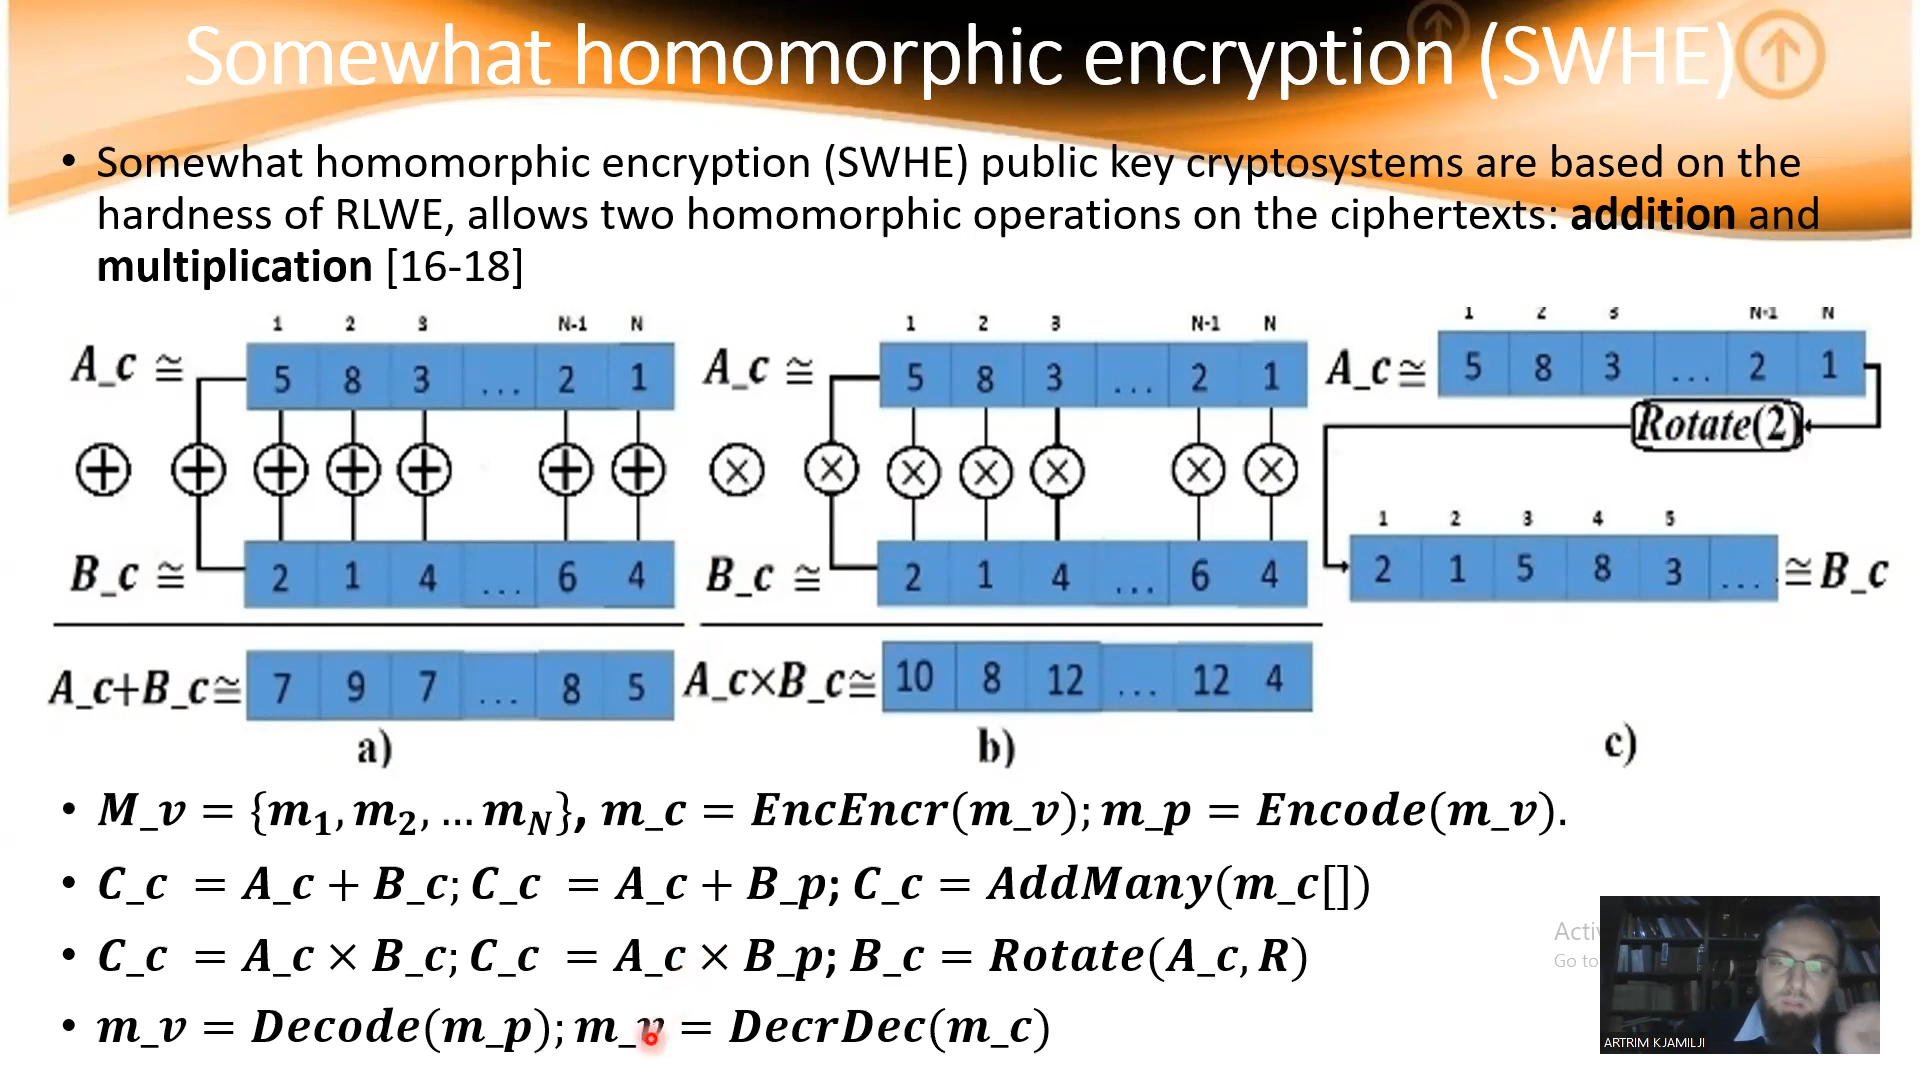 Somewhat homomorphic encryption (SWHE)
• Somewhat homomorphic encryption (SWHE) public key cryptosystems are based on the
hardness of RLWE, allows two homomorphic operations on the ciphertexts: addition and
multiplication [16-18]
1 2 3 N-1 N
A_c ≅ 5 8 3 ... 2 1
B_c ≅ 2 1 4 ... 6 4
A_c+B_c≅ 7 9 7 ... 8 5
a)
1 2 3 N-1 N
A_c ≅ 5 8 3 ... 2 1
B_c ≅ 2 1 4 ... 6 4
A_c×B_c≅ 10 8 12 ... 12 4
b)
1 2 3 N-1 N
A_c≅ 5 8 3 ... 2 1
Rotate(2)
1 2 3 4 5
2 1 5 8 3 ... ≅B_c
c)
• M_v = {m₁, m₂, … m_N}, m_c = EncEncr(m_v); m_p = Encode(m_v).
• C_c = A_c + B_c; C_c = A_c + B_p; C_c = AddMany(m_c[])
• C_c = A_c × B_c; C_c = A_c × B_p; B_c = Rotate(A_c, R)
• m_v = Decode(m_p); m_v = DecrDec(m_c)
Acti
Go to
ARTRIM KJAMILJI